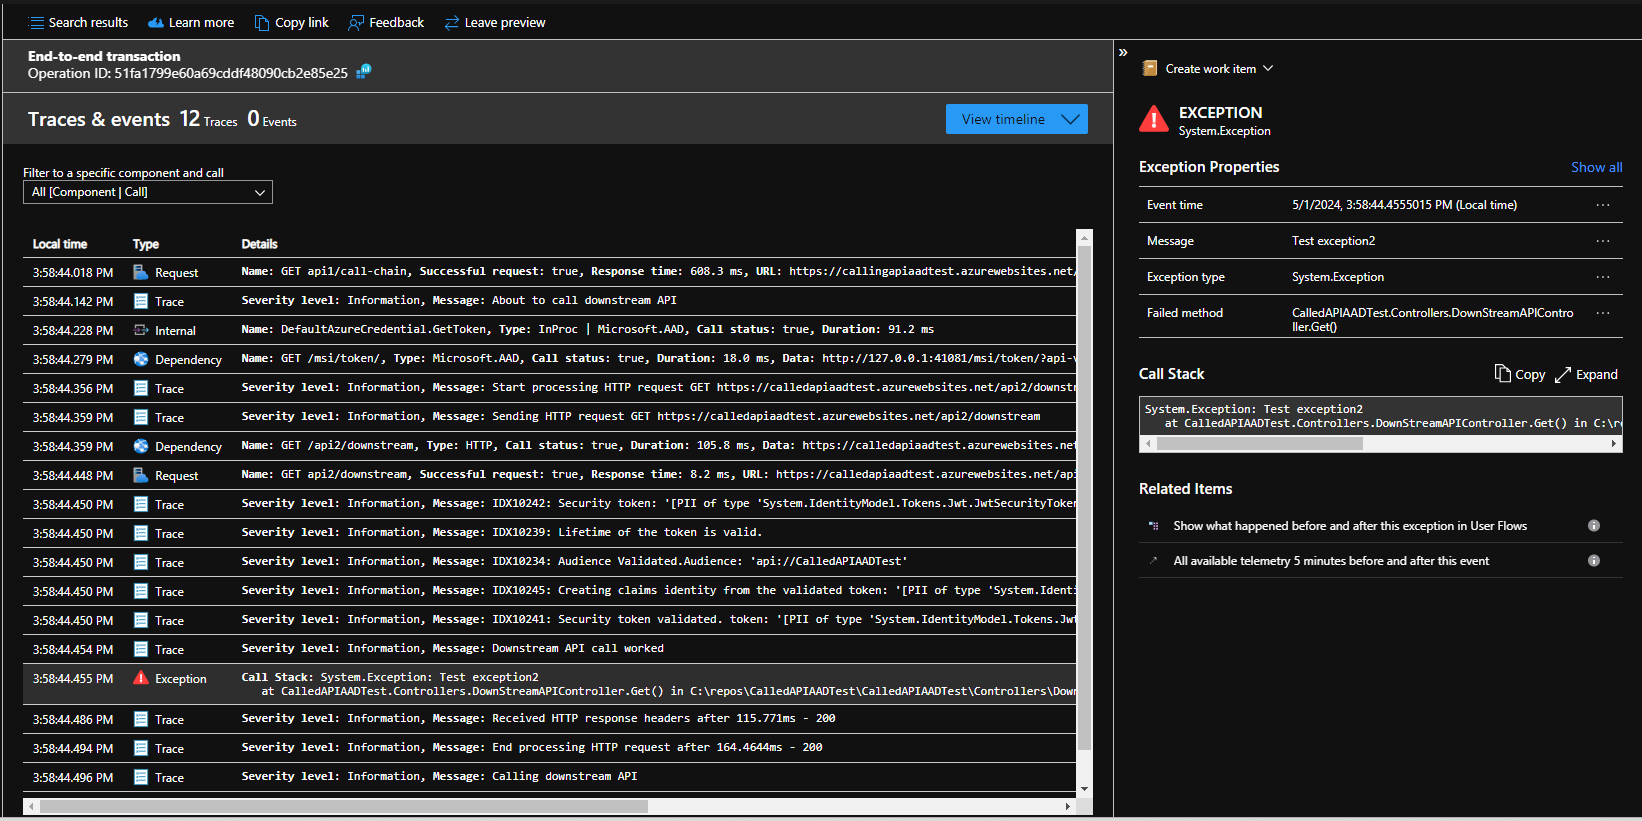 Search results Learn more Copy link Feedback Leave preview
End-to-end transaction
Operation ID: 51fa1799e60a69cddf48090cb2e85e25
Traces & events 12 Traces 0 Events
View timeline
Filter to a specific component and call
All [Component | Call]
Local time Type Details
3:58:44.018 PM Request Name: GET api1/call-chain, Successful request: true, Response time: 608.3 ms, URL: https://callingapiaadtest.azurewebsites.net/
3:58:44.142 PM Trace Severity level: Information, Message: About to call downstream API
3:58:44.228 PM Internal Name: DefaultAzureCredential.GetToken, Type: InProc | Microsoft.AAD, Call status: true, Duration: 91.2 ms
3:58:44.279 PM Dependency Name: GET /msi/token/, Type: Microsoft.AAD, Call status: true, Duration: 18.0 ms, Data: http://127.0.0.1:41081/msi/token/?api-v
3:58:44.356 PM Trace Severity level: Information, Message: Start processing HTTP request GET https://calledapiaadtest.azurewebsites.net/api2/downstr
3:58:44.359 PM Trace Severity level: Information, Message: Sending HTTP request GET https://calledapiaadtest.azurewebsites.net/api2/downstream
3:58:44.359 PM Dependency Name: GET /api2/downstream, Type: HTTP, Call status: true, Duration: 105.8 ms, Data: https://calledapiaadtest.azurewebsites.net
3:58:44.448 PM Request Name: GET api2/downstream, Successful request: true, Response time: 8.2 ms, URL: https://calledapiaadtest.azurewebsites.net/api
3:58:44.450 PM Trace Severity level: Information, Message: IDX10242: Security token: '[PII of type 'System.IdentityModel.Tokens.Jwt.JwtSecurityToken
3:58:44.450 PM Trace Severity level: Information, Message: IDX10239: Lifetime of the token is valid.
3:58:44.450 PM Trace Severity level: Information, Message: IDX10234: Audience Validated.Audience: 'api://CalledAPIAADTest'
3:58:44.450 PM Trace Severity level: Information, Message: IDX10245: Creating claims identity from the validated token: '[PII of type 'System.Identi
3:58:44.450 PM Trace Severity level: Information, Message: IDX10241: Security token validated. token: '[PII of type 'System.IdentityModel.Tokens.Jwt
3:58:44.454 PM Trace Severity level: Information, Message: Downstream API call worked
3:58:44.455 PM Exception Call Stack: System.Exception: Test exception2
at CalledAPIAADTest.Controllers.DownStreamAPIController.Get() in C:\repos\CalledAPIAADTest\CalledAPIAADTest\Controllers\Down
3:58:44.486 PM Trace Severity level: Information, Message: Received HTTP response headers after 115.771ms - 200
3:58:44.494 PM Trace Severity level: Information, Message: End processing HTTP request after 164.4644ms - 200
3:58:44.496 PM Trace Severity level: Information, Message: Calling downstream API
Create work item
EXCEPTION
System.Exception
Exception Properties Show all
Event time 5/1/2024, 3:58:44.4555015 PM (Local time)
Message Test exception2
Exception type System.Exception
Failed method CalledAPIAADTest.Controllers.DownStreamAPIContro
ller.Get()
Call Stack Copy Expand
System.Exception: Test exception2
at CalledAPIAADTest.Controllers.DownStreamAPIController.Get() in C:\re
Related Items
Show what happened before and after this exception in User Flows
All available telemetry 5 minutes before and after this event